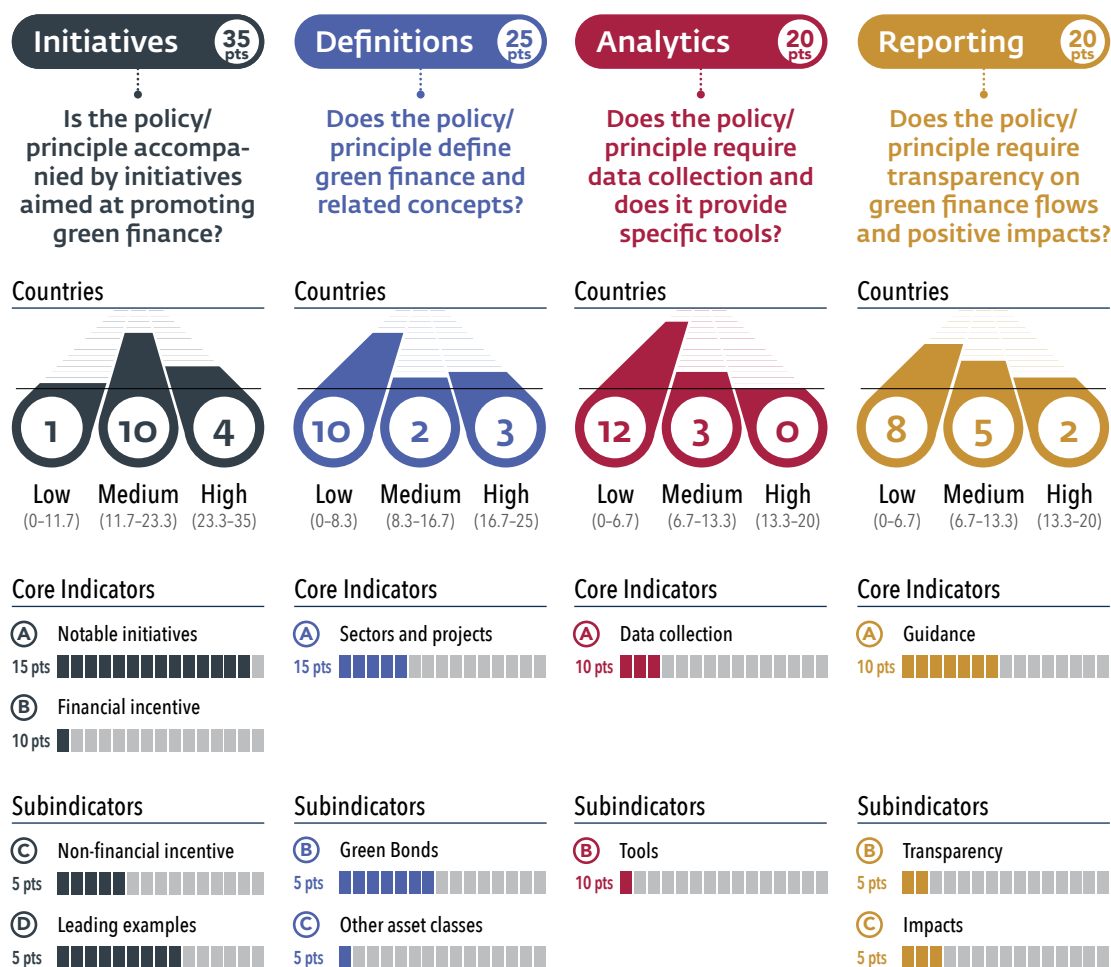 Initiatives 35 pts
Is the policy/
principle accompa-
nied by initiatives
aimed at promoting
green finance?
Countries
1 10 4
Low Medium High
(0–11.7) (11.7–23.3) (23.3–35)
Core Indicators
A Notable initiatives
15 pts
B Financial incentive
10 pts
Subindicators
C Non-financial incentive
5 pts
D Leading examples
5 pts
Definitions 25 pts
Does the policy/
principle define
green finance and
related concepts?
Countries
10 2 3
Low Medium High
(0–8.3) (8.3–16.7) (16.7–25)
Core Indicators
A Sectors and projects
15 pts
Subindicators
B Green Bonds
5 pts
C Other asset classes
5 pts
Analytics 20 pts
Does the policy/
principle require
data collection and
does it provide
specific tools?
Countries
12 3 0
Low Medium High
(0–6.7) (6.7–13.3) (13.3–20)
Core Indicators
A Data collection
10 pts
Subindicators
B Tools
10 pts
Reporting 20 pts
Does the policy/
principle require
transparency on
green finance flows
and positive impacts?
Countries
8 5 2
Low Medium High
(0–6.7) (6.7–13.3) (13.3–20)
Core Indicators
A Guidance
10 pts
Subindicators
B Transparency
5 pts
C Impacts
5 pts